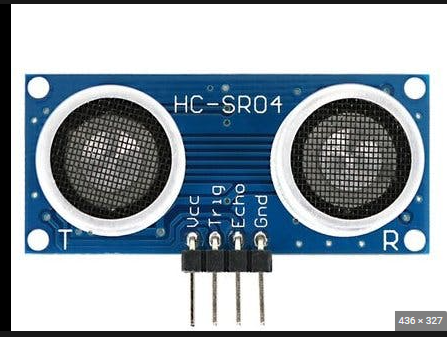 HC-SR04
Vcc
Trig
Echo
Gnd
T
R
436 × 327